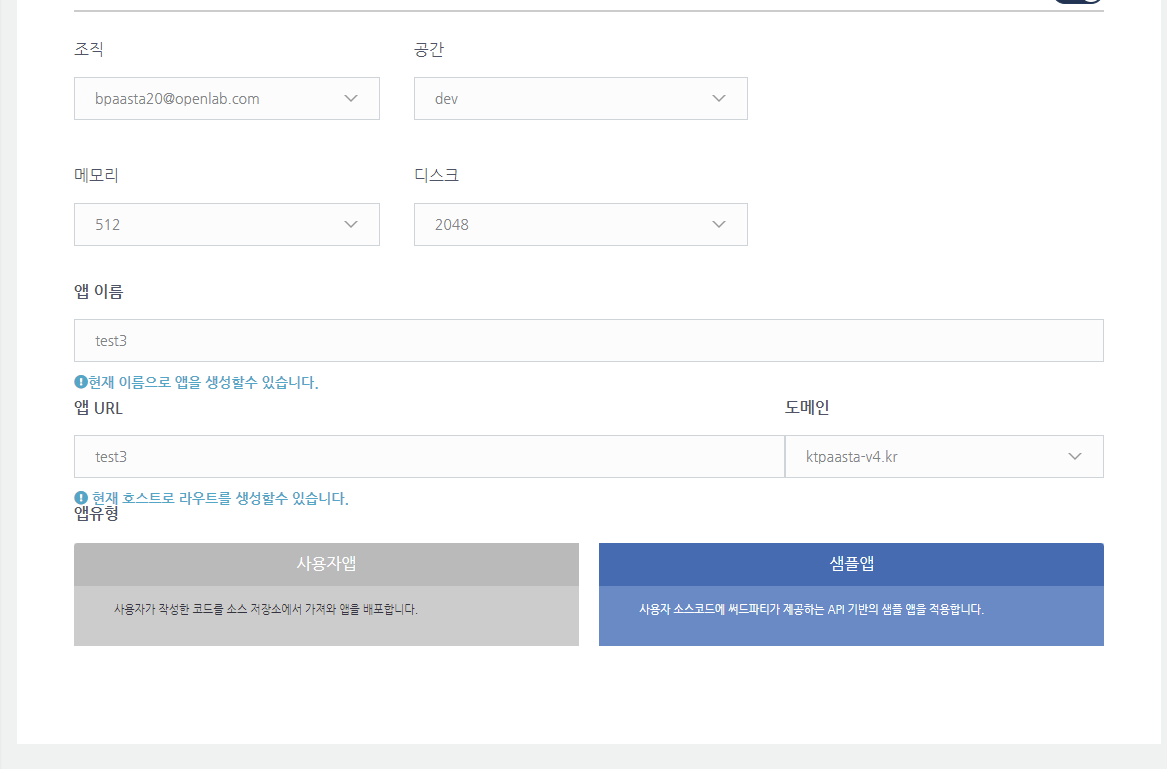 조직 공간
bpaasta20@openlab.com dev
메모리 디스크
512 2048
앱 이름
test3
현재 이름으로 앱을 생성할수 있습니다.
앱 URL 도메인
test3 ktpaasta-v4.kr
현재 호스트로 라우트를 생성할수 있습니다.
앱유형
사용자앱 샘플앱
사용자가 작성한 코드를 소스 저장소에서 가져와 앱을 배포합니다. 사용자 소스코드에 써드파티가 제공하는 API 기반의 샘플 앱을 적용합니다.